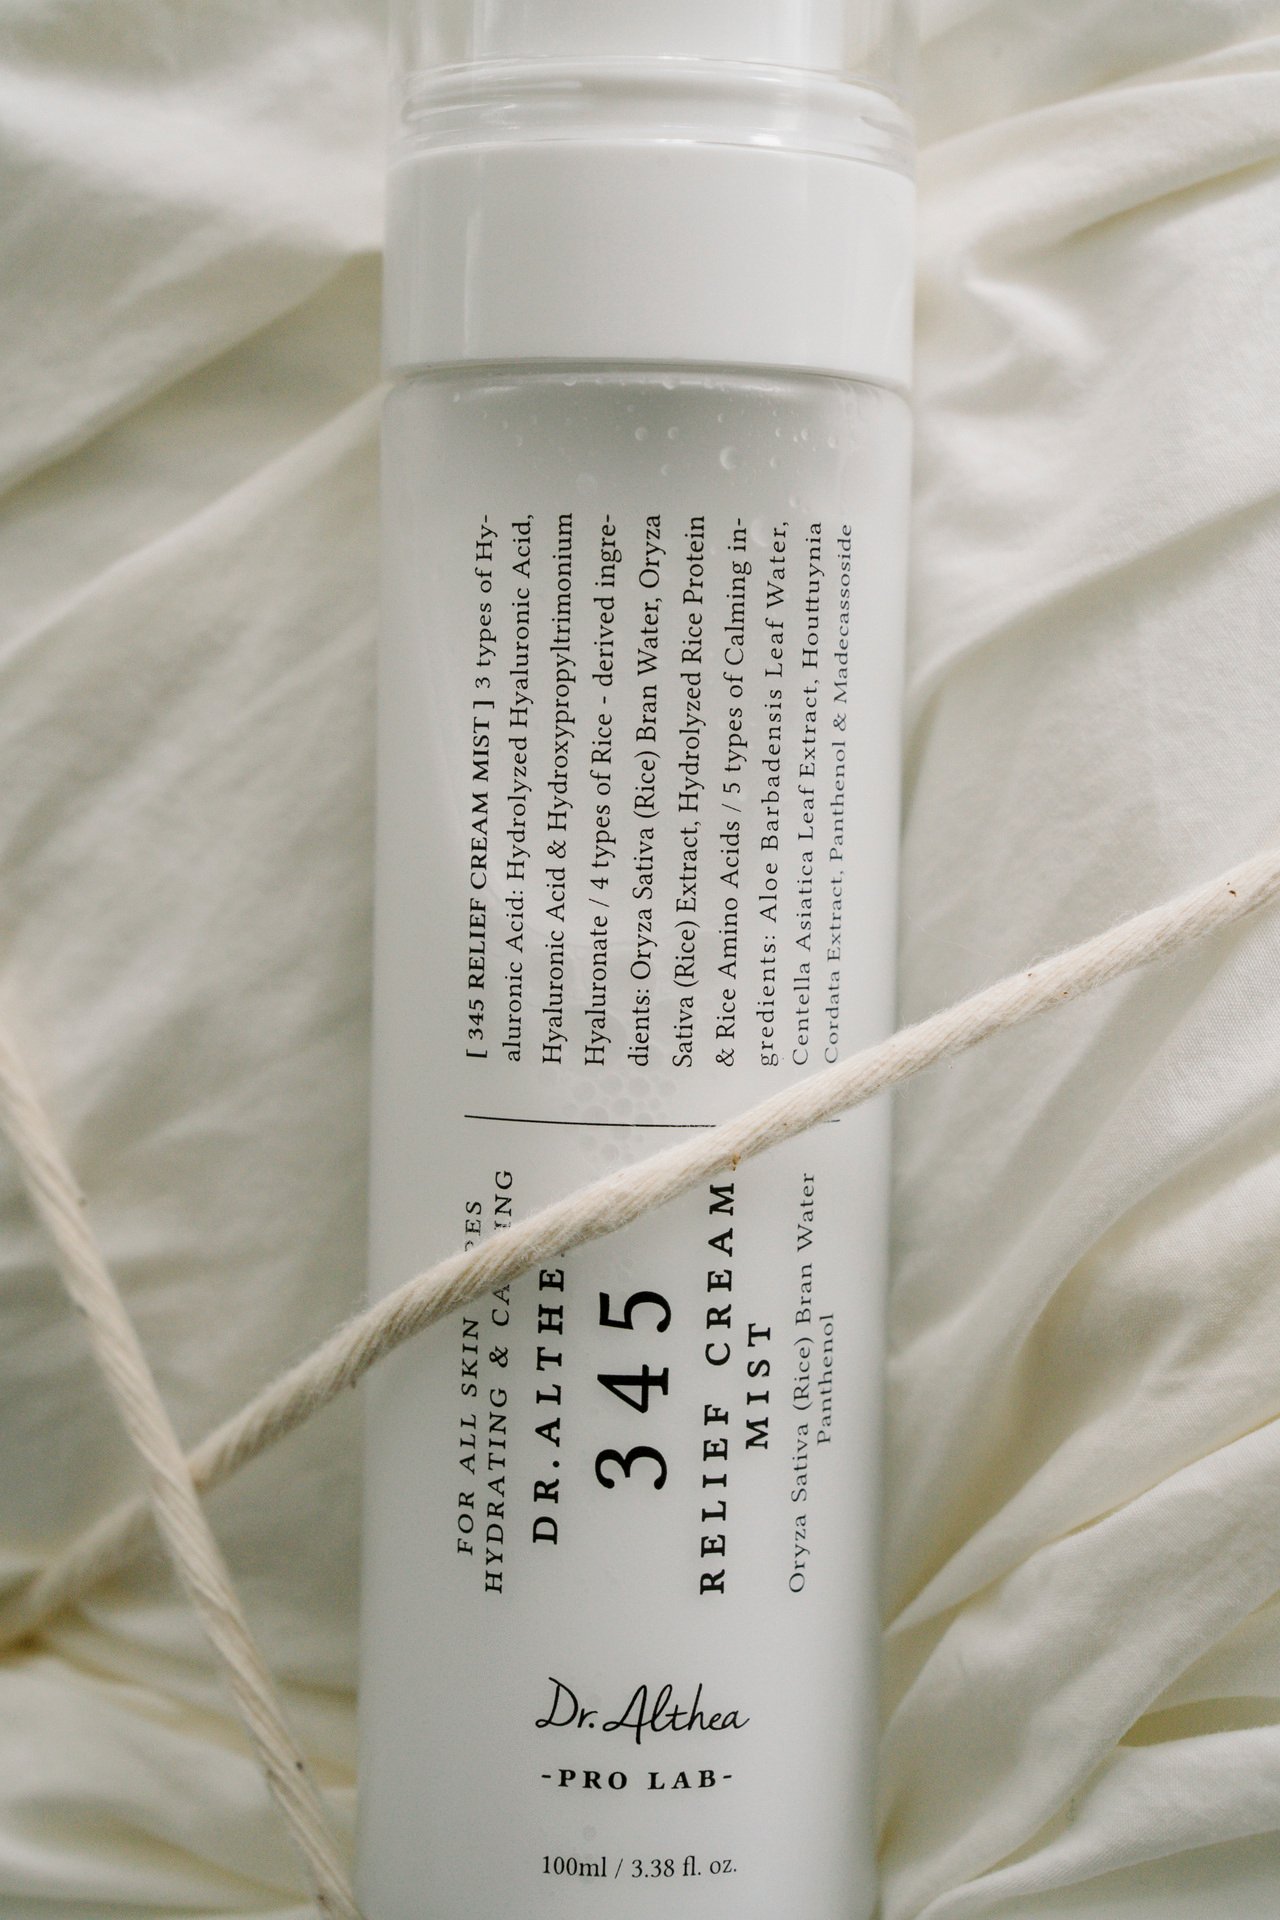 [ 345 RELIEF CREAM MIST ] 3 types of Hy-
aluronic Acid: Hydrolyzed Hyaluronic Acid,
Hyaluronic Acid & Hydroxypropyltrimonium
Hyaluronate / 4 types of Rice - derived ingre-
dients: Oryza Sativa (Rice) Bran Water, Oryza
Sativa (Rice) Extract, Hydrolyzed Rice Protein
& Rice Amino Acids / 5 types of Calming in-
gredients: Aloe Barbadensis Leaf Water,
Centella Asiatica Leaf Extract, Houttuynia
Cordata Extract, Panthenol & Madecassoside
FOR ALL SKIN
HYDRATING &
DR.ALTHE
345
RELIEF CREAM
MIST
Oryza Sativa (Rice) Bran Water
Panthenol
Dr.Althea
-PRO LAB-
100ml / 3.38 fl. oz.